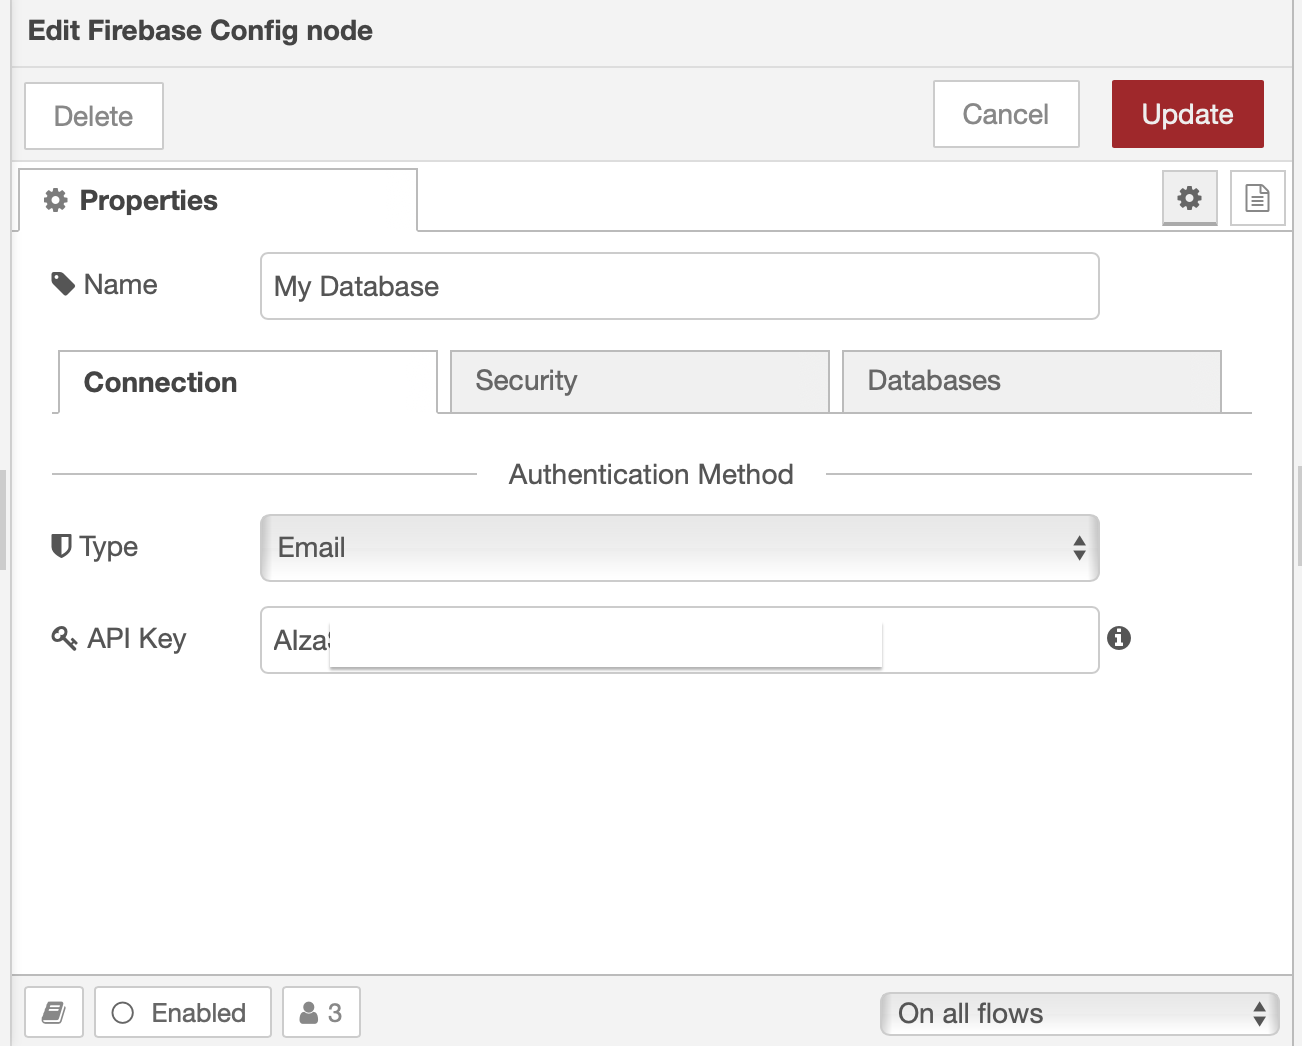 Edit Firebase Config node
Delete
Cancel
Update
Properties
Name
My Database
Connection
Security
Databases
Authentication Method
Type
Email
API Key
AIza
Enabled
3
On all flows